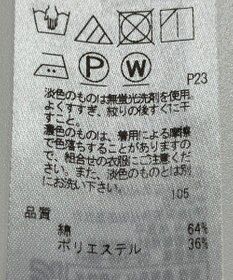 P W P23
淡色のものは無蛍光洗剤を使用。
よくすすぎ、絞りの後すぐに干
すこと。
濃色のものは、着用による摩擦
で色落ちすることがありますの
で、組合せの衣服にご注意くだ
さい。また、淡色のものとは別
にお洗い下さい。
105
品質
綿 64%
ポリエステル 36%